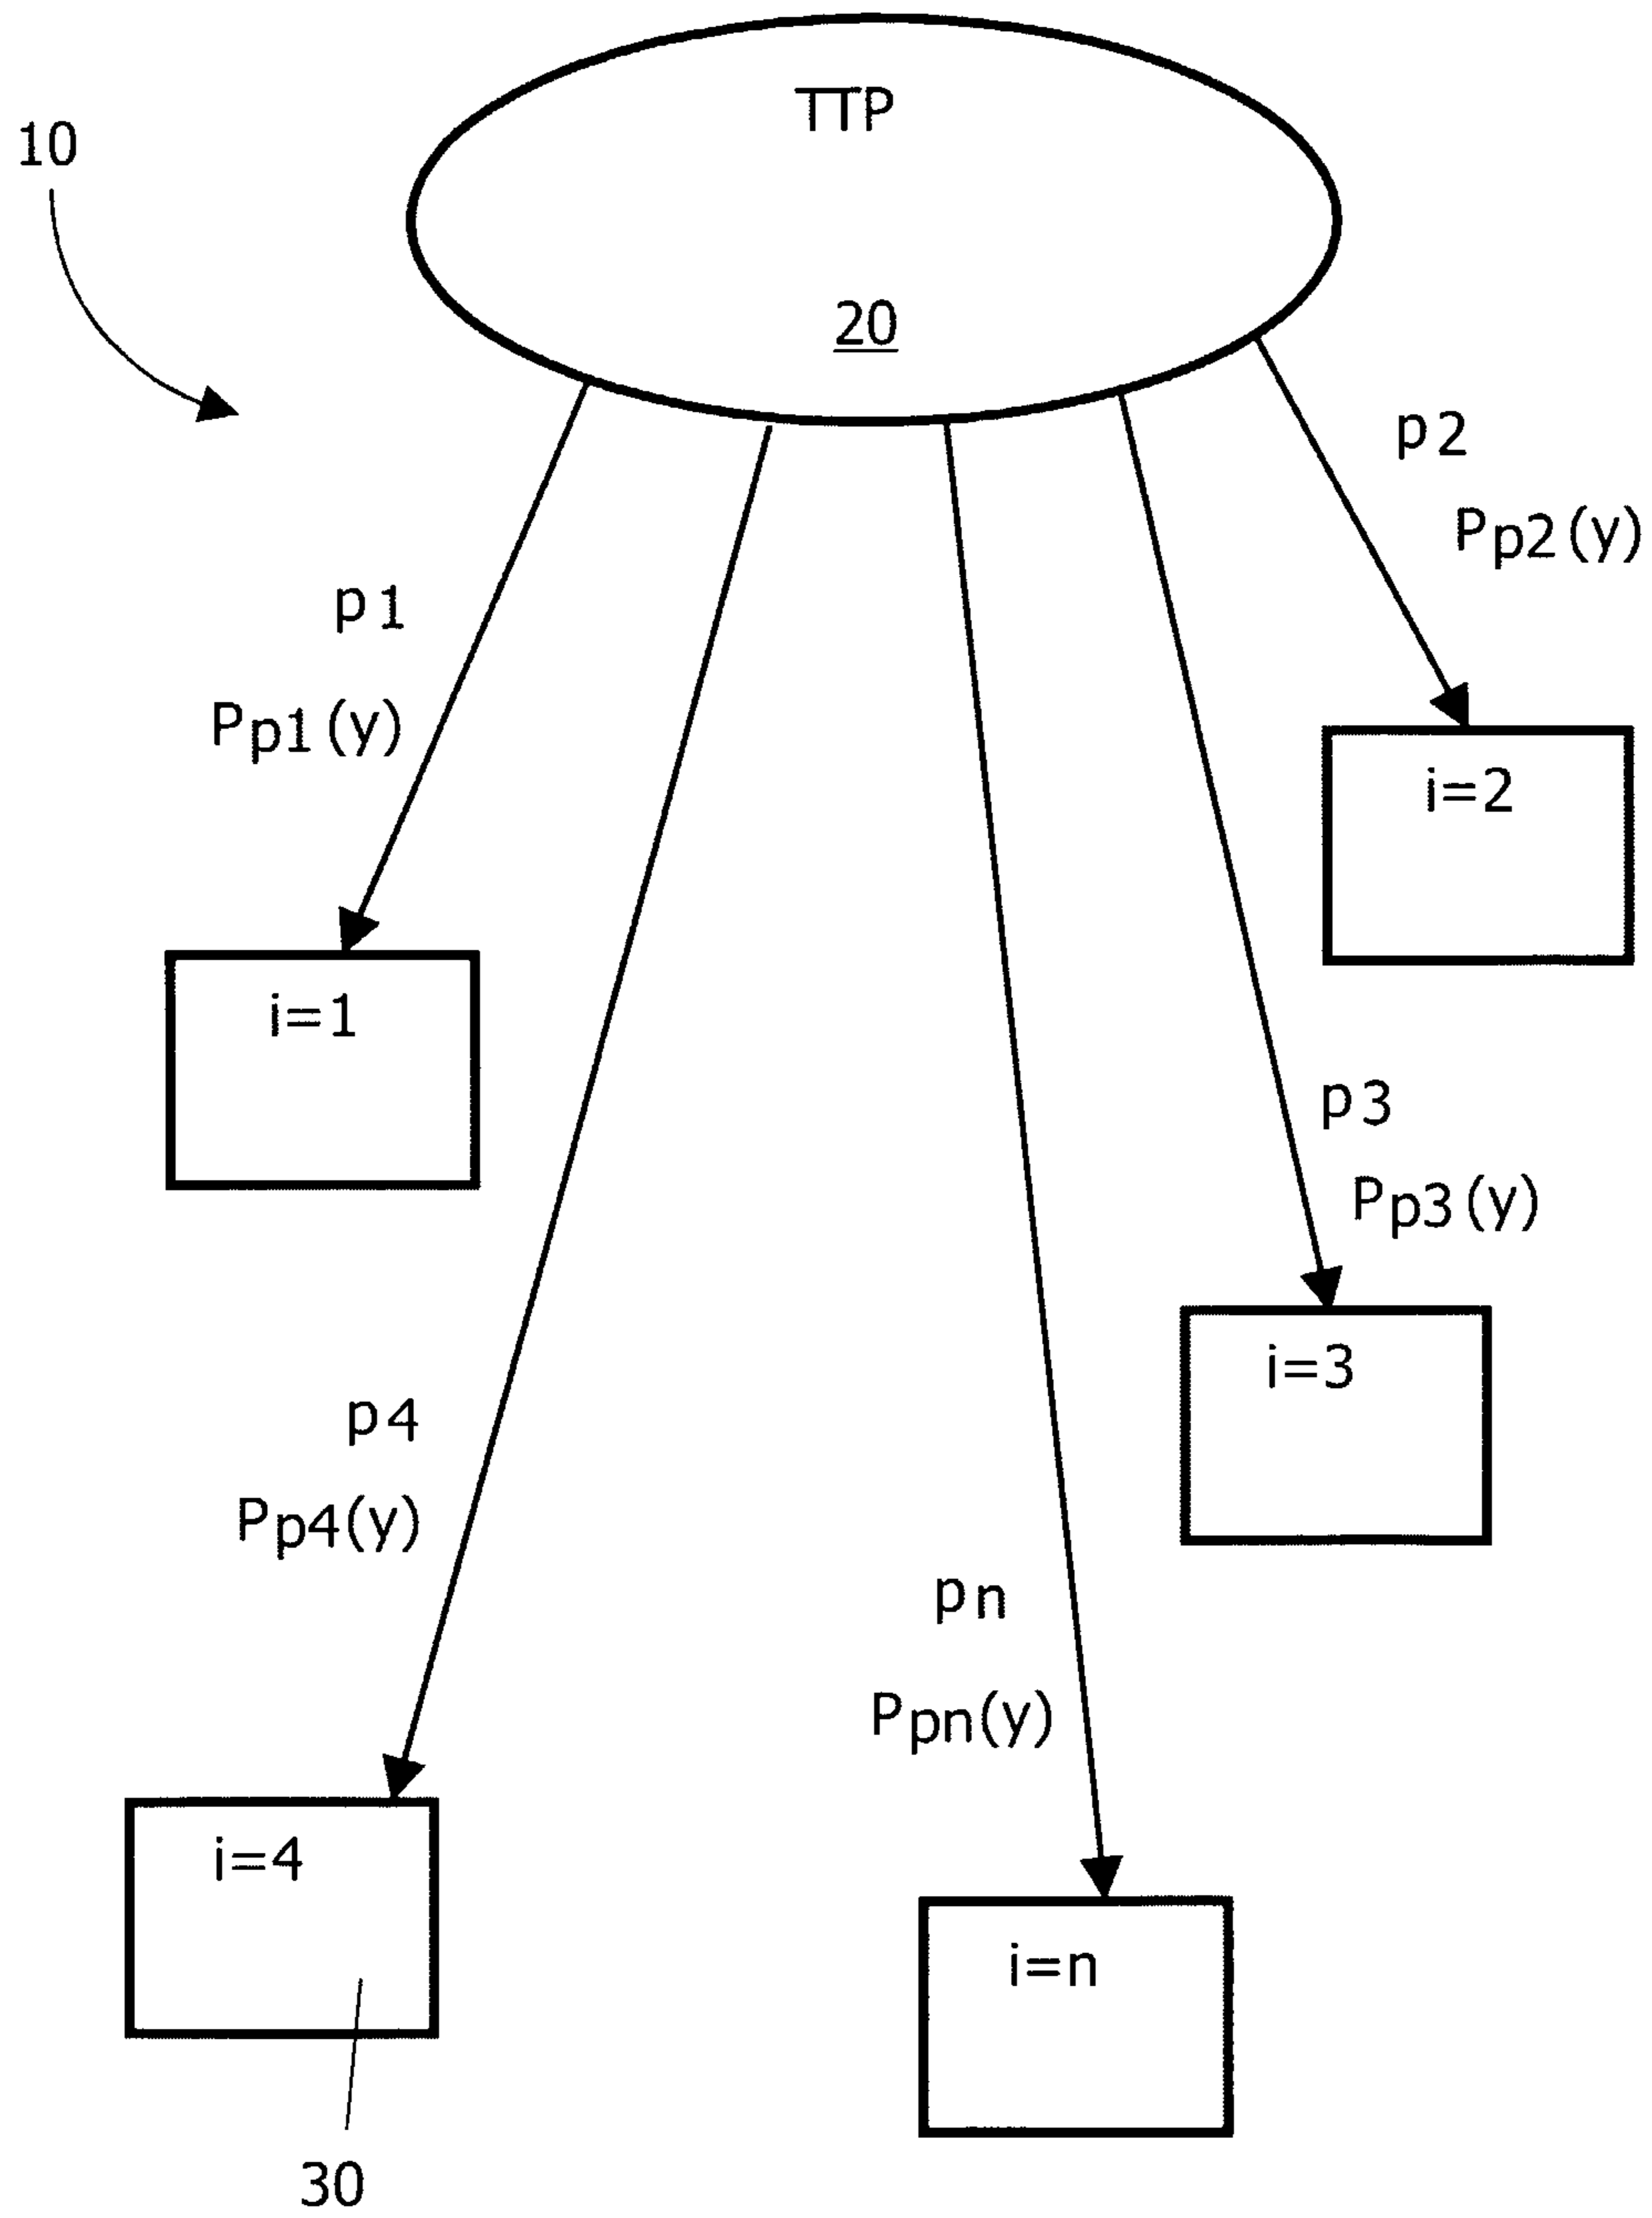 TTP
10
20
p2
Pp2(y)
p1
Pp1(y)
i=2
i=1
p3
Pp3(y)
i=3
p4
Pp4(y)
pn
Ppn(y)
i=4
i=n
30